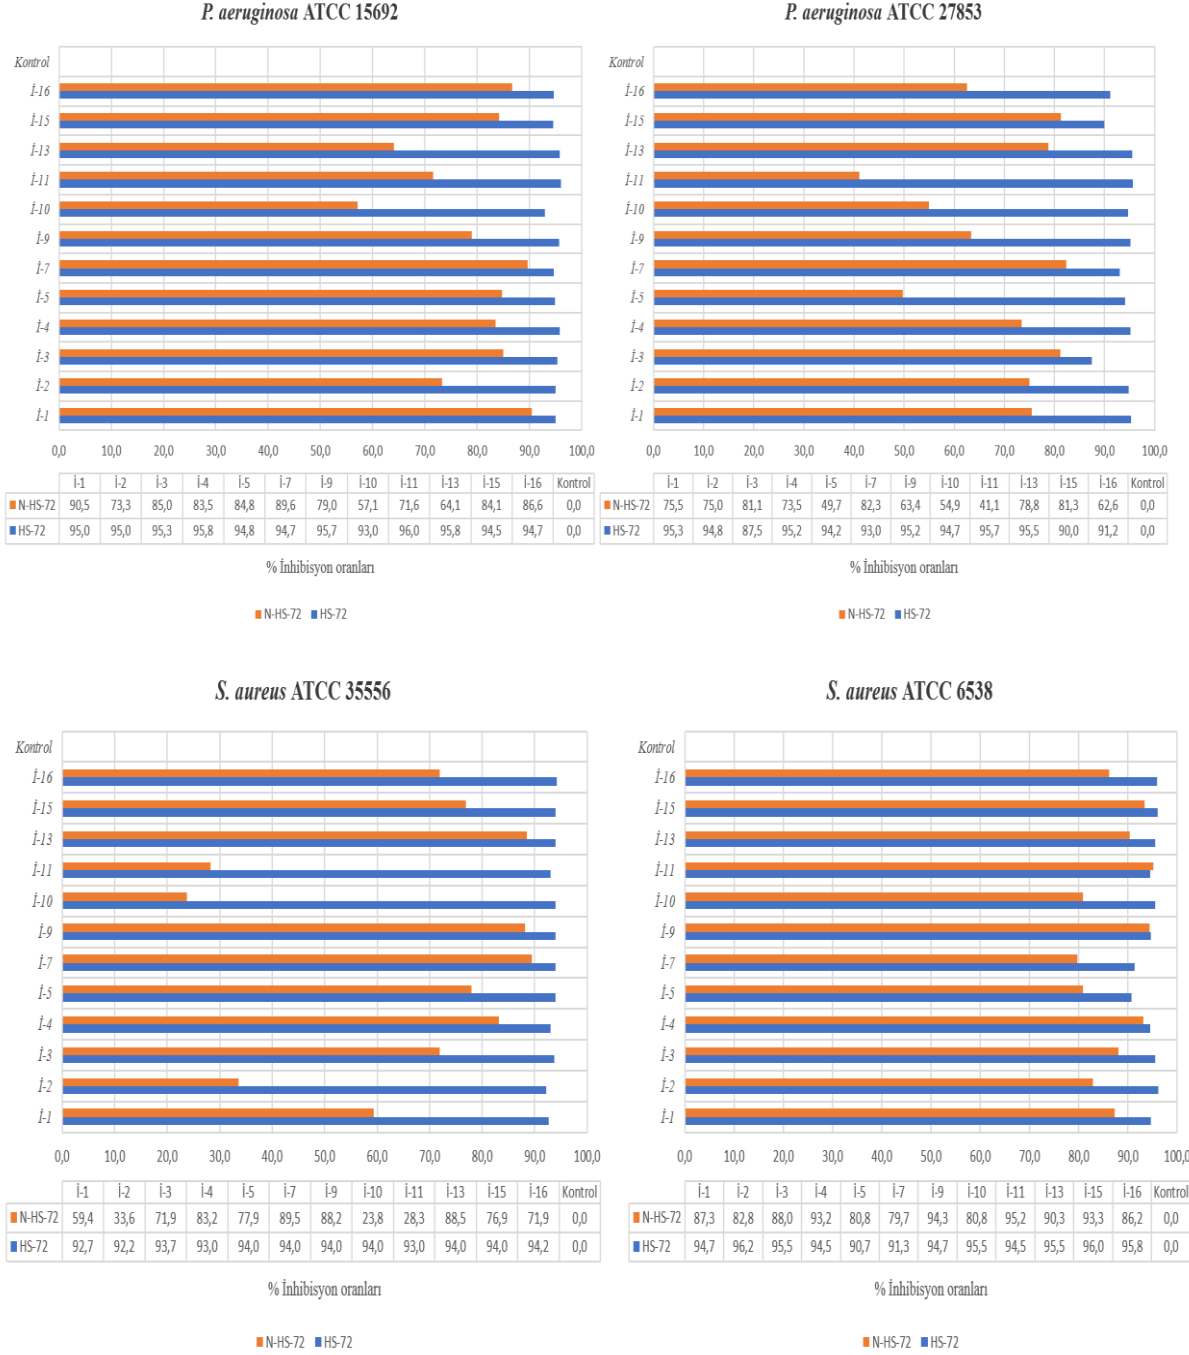 P. aeruginosa ATCC 15692
Kontrol
İ-16
İ-15
İ-13
İ-11
İ-10
İ-9
İ-7
İ-5
İ-4
İ-3
İ-2
İ-1
0,0 10,0 20,0 30,0 40,0 50,0 60,0 70,0 80,0 90,0 100,0
İ-1 İ-2 İ-3 İ-4 İ-5 İ-7 İ-9 İ-10 İ-11 İ-13 İ-15 İ-16 Kontrol
N-HS-72 90,5 73,3 85,0 83,5 84,8 89,6 79,0 57,1 71,6 64,1 84,1 86,6 0,0
HS-72 95,0 95,0 95,3 95,8 94,8 94,7 95,7 93,0 96,0 95,8 94,5 94,7 0,0
% İnhibisyon oranları
N-HS-72 HS-72
P. aeruginosa ATCC 27853
Kontrol
İ-16
İ-15
İ-13
İ-11
İ-10
İ-9
İ-7
İ-5
İ-4
İ-3
İ-2
İ-1
0,0 10,0 20,0 30,0 40,0 50,0 60,0 70,0 80,0 90,0 100,0
İ-1 İ-2 İ-3 İ-4 İ-5 İ-7 İ-9 İ-10 İ-11 İ-13 İ-15 İ-16 Kontrol
N-HS-72 75,5 75,0 81,1 73,5 49,7 82,3 63,4 54,9 41,1 78,8 81,3 62,6 0,0
HS-72 95,3 94,8 87,5 95,2 94,2 93,0 95,2 94,7 95,7 95,5 90,0 91,2 0,0
% İnhibisyon oranları
N-HS-72 HS-72
S. aureus ATCC 35556
Kontrol
İ-16
İ-15
İ-13
İ-11
İ-10
İ-9
İ-7
İ-5
İ-4
İ-3
İ-2
İ-1
0,0 10,0 20,0 30,0 40,0 50,0 60,0 70,0 80,0 90,0 100,0
İ-1 İ-2 İ-3 İ-4 İ-5 İ-7 İ-9 İ-10 İ-11 İ-13 İ-15 İ-16 Kontrol
N-HS-72 59,4 33,6 71,9 83,2 77,9 89,5 88,2 23,8 28,3 88,5 76,9 71,9 0,0
HS-72 92,7 92,2 93,7 93,0 94,0 94,0 94,0 94,0 93,0 94,0 94,0 94,2 0,0
% İnhibisyon oranları
N-HS-72 HS-72
S. aureus ATCC 6538
Kontrol
İ-16
İ-15
İ-13
İ-11
İ-10
İ-9
İ-7
İ-5
İ-4
İ-3
İ-2
İ-1
0,0 10,0 20,0 30,0 40,0 50,0 60,0 70,0 80,0 90,0 100,0
İ-1 İ-2 İ-3 İ-4 İ-5 İ-7 İ-9 İ-10 İ-11 İ-13 İ-15 İ-16 Kontrol
N-HS-72 87,3 82,8 88,0 93,2 80,8 79,7 94,3 80,8 95,2 90,3 93,3 86,2 0,0
HS-72 94,7 96,2 95,5 94,5 90,7 91,3 94,7 95,5 94,5 95,5 96,0 95,8 0,0
% İnhibisyon oranları
N-HS-72 HS-72